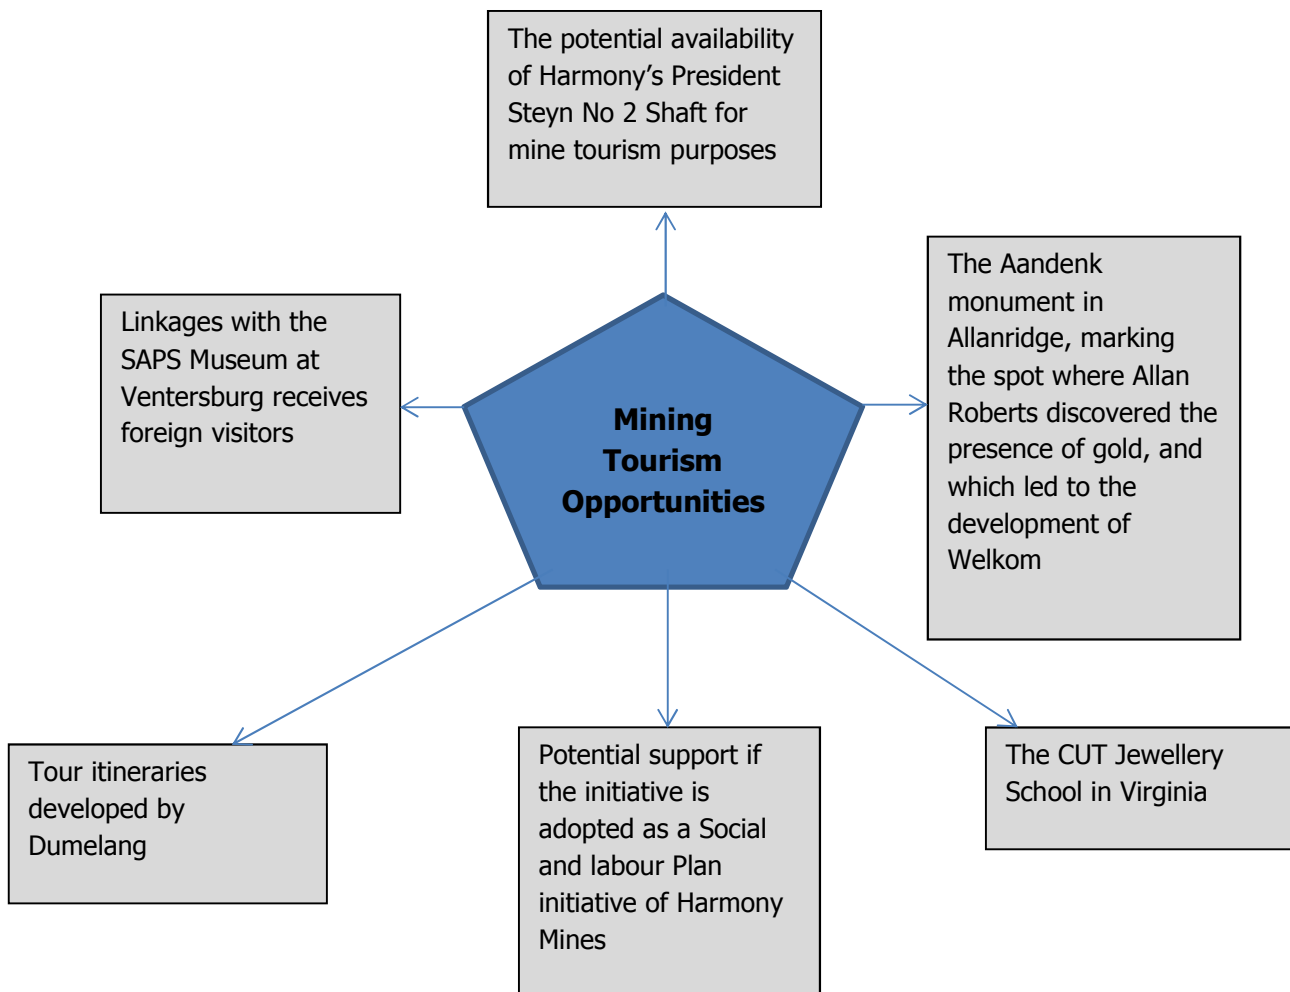 The potential availability
of Harmony’s President
Steyn No 2 Shaft for
mine tourism purposes
Linkages with the
SAPS Museum at
Ventersburg receives
foreign visitors
Mining
Tourism
Opportunities
The Aandenk
monument in
Allanridge, marking
the spot where Allan
Roberts discovered the
presence of gold, and
which led to the
development of
Welkom
Tour itineraries
developed by
Dumelang
Potential support if
the initiative is
adopted as a Social
and labour Plan
initiative of Harmony
Mines
The CUT Jewellery
School in Virginia